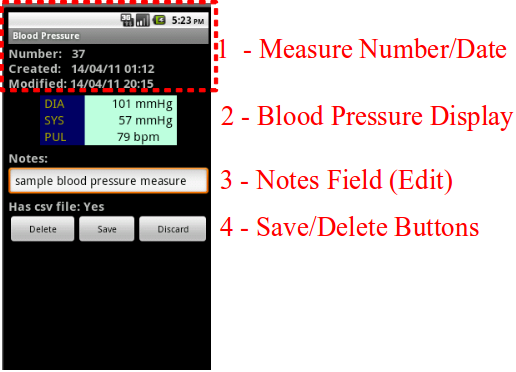 3G 5:23 PM
Blood Pressure
Number: 37
Created: 14/04/11 01:12
Modified: 14/04/11 20:15
1 - Measure Number/Date
DIA 101 mmHg
SYS 57 mmHg
PUL 79 bpm
2 - Blood Pressure Display
Notes:
sample blood pressure measure
3 - Notes Field (Edit)
Has csv file: Yes
Delete Save Discard
4 - Save/Delete Buttons